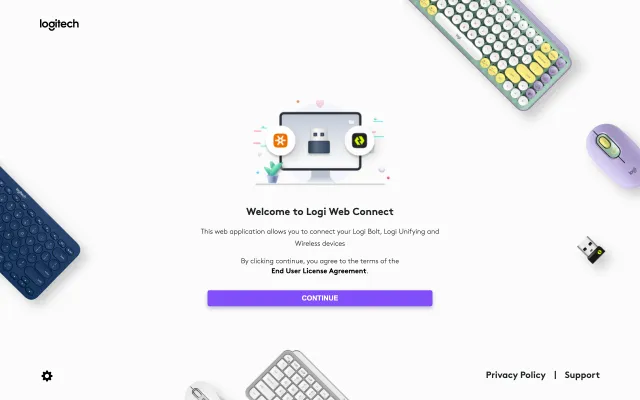 logitech
Welcome to Logi Web Connect
This web application allows you to connect your Logi Bolt, Logi Unifying and
Wireless devices
By clicking continue, you agree to the terms of the
End User License Agreement.
CONTINUE
Privacy Policy | Support
logi
logitech